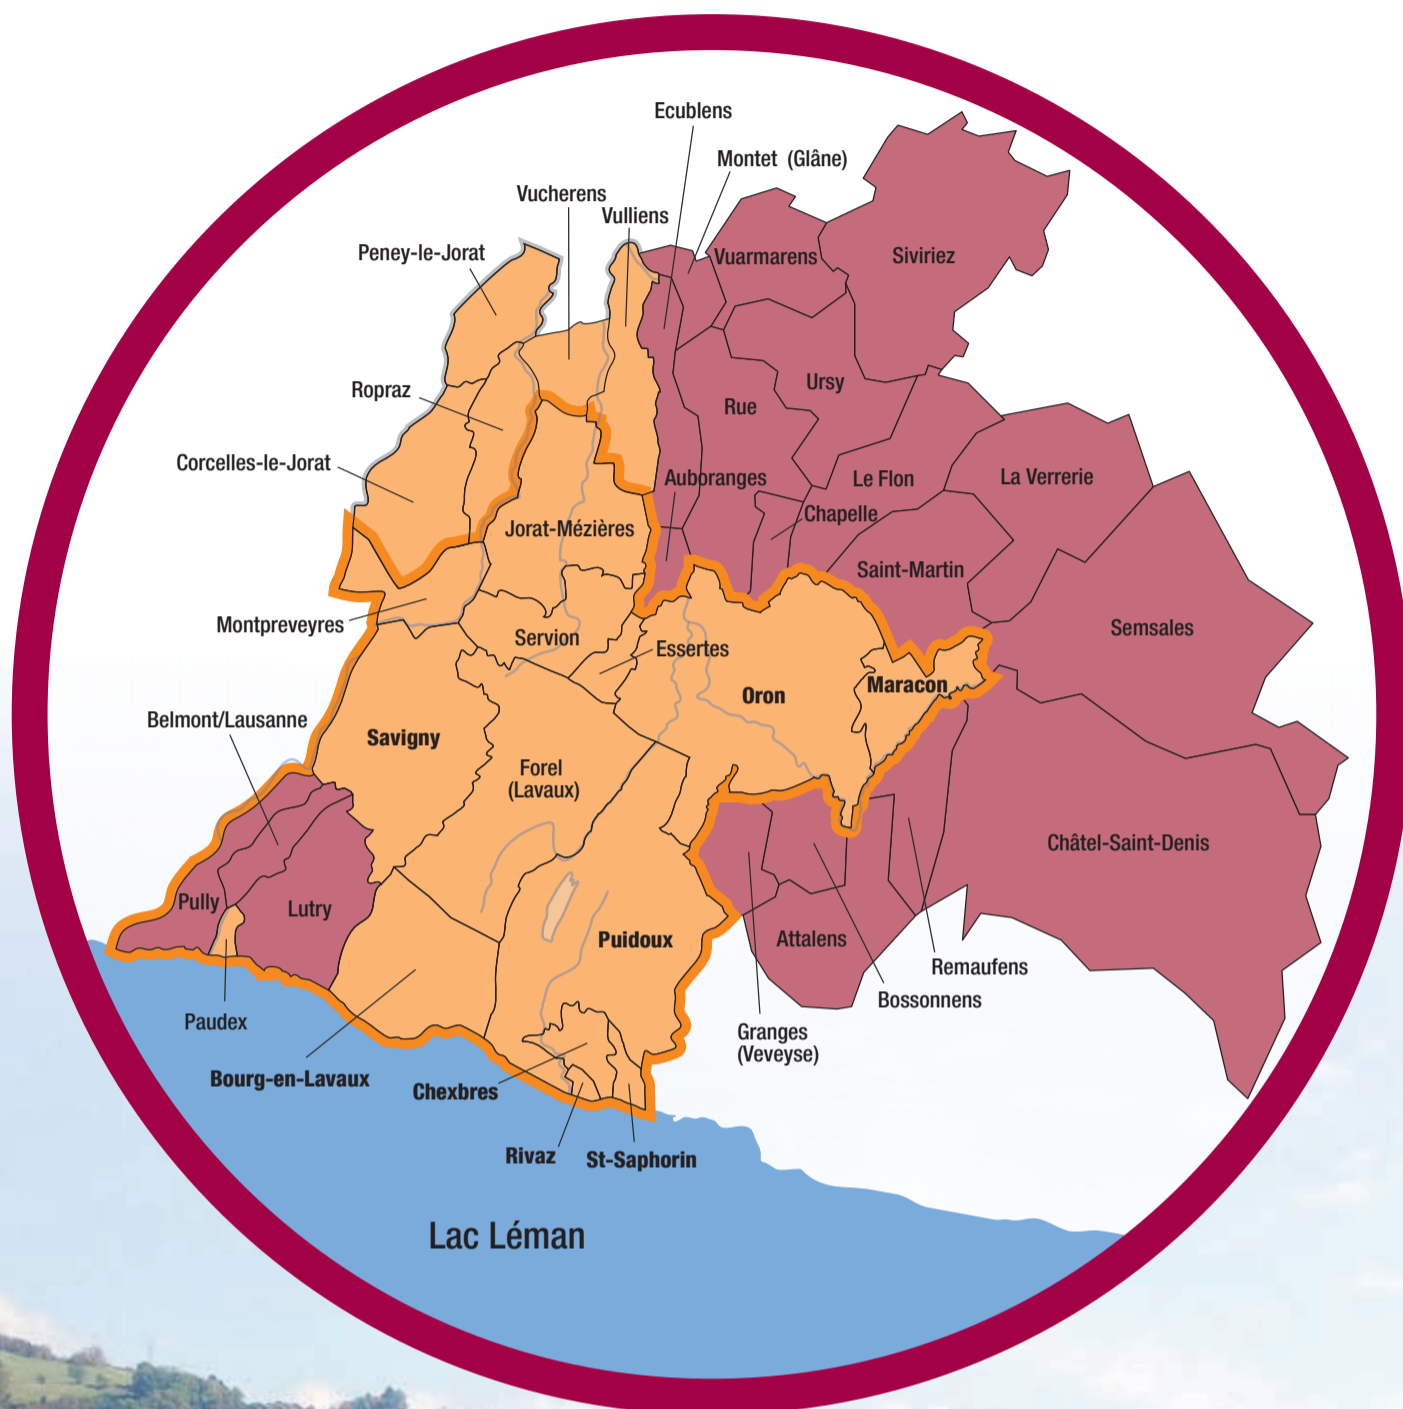 Ecublens
Montet (Glâne)
Vucherens
Vulliens
Peney-le-Jorat
Vuarmarens
Siviriez
Ropraz
Ursy
Rue
Corcelles-le-Jorat
Auboranges
Le Flon
La Verrerie
Chapelle
Jorat-Mézières
Saint-Martin
Montpreveyres
Servion
Essertes
Semsales
Oron
Maracon
Belmont/Lausanne
Savigny
Forel
(Lavaux)
Châtel-Saint-Denis
Pully
Lutry
Puidoux
Attalens
Remaufens
Bossonnens
Paudex
Granges
(Veveyse)
Bourg-en-Lavaux
Chexbres
Rivaz
St-Saphorin
Lac Léman